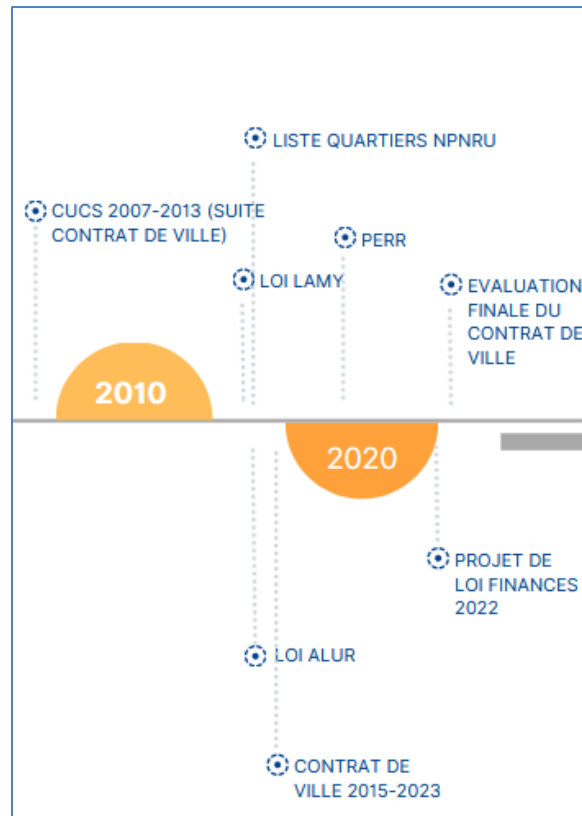 LISTE QUARTIERS NPNRU
CUCS 2007-2013 (SUITE
CONTRAT DE VILLE)
PERR
LOI LAMY
EVALUATION
FINALE DU
CONTRAT DE
VILLE
2010
2020
PROJET DE
LOI FINANCES
2022
LOI ALUR
CONTRAT DE
VILLE 2015-2023